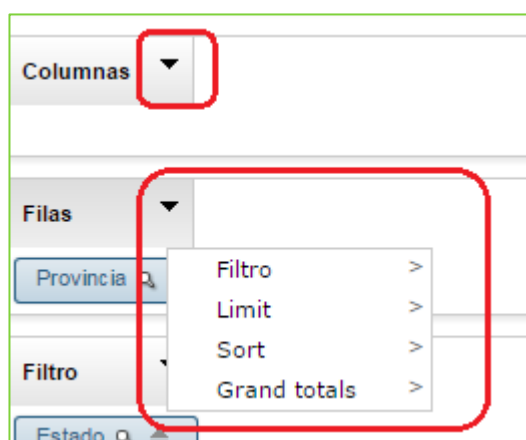 Columnas
Filas
Provincia
Filtro >
Limit >
Sort >
Grand totals >
Filtro
Estado